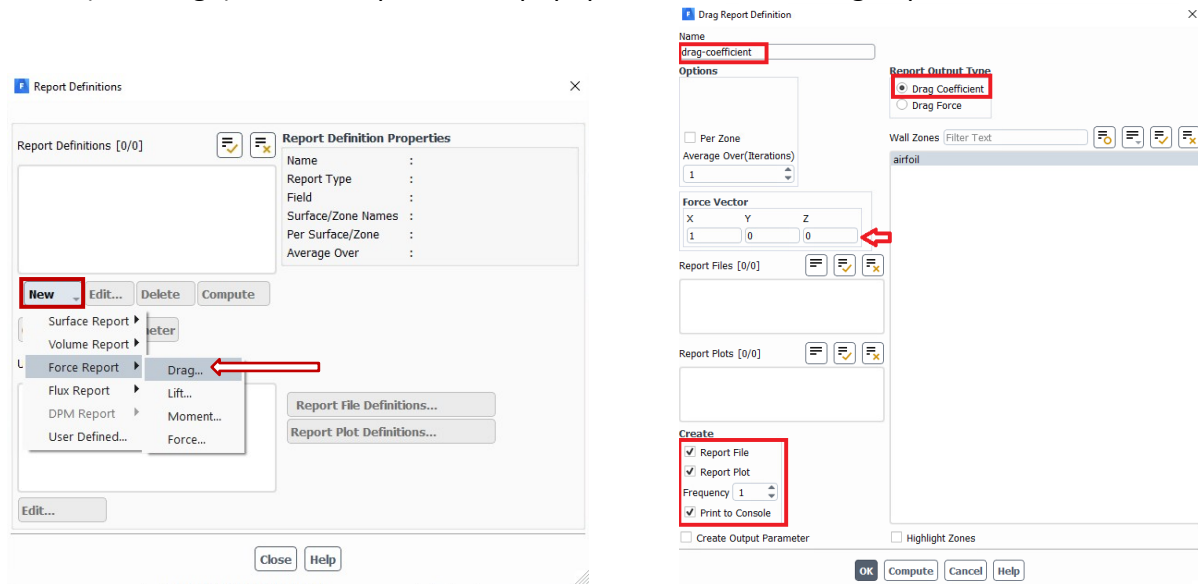 Report Definitions
Report Definitions [0/0]
Report Definition Properties
Name :
Report Type :
Field :
Surface/Zone Names :
Per Surface/Zone :
Average Over :
New Edit... Delete Compute
Surface Report
Volume Report
Force Report
Flux Report
DPM Report
User Defined...
Drag...
Lift...
Moment...
Force...
Report File Definitions...
Report Plot Definitions...
Edit...
Close Help
Drag Report Definition
Name
drag-coefficient
Options
Per Zone
Average Over(Iterations)
1
Force Vector
X Y Z
1 0 0
Report Files [0/0]
Report Plots [0/0]
Create
Report File
Report Plot
Frequency 1
Print to Console
Create Output Parameter
Report Output Type
Drag Coefficient
Drag Force
Wall Zones Filter Text
airfoil
Highlight Zones
OK Compute Cancel Help